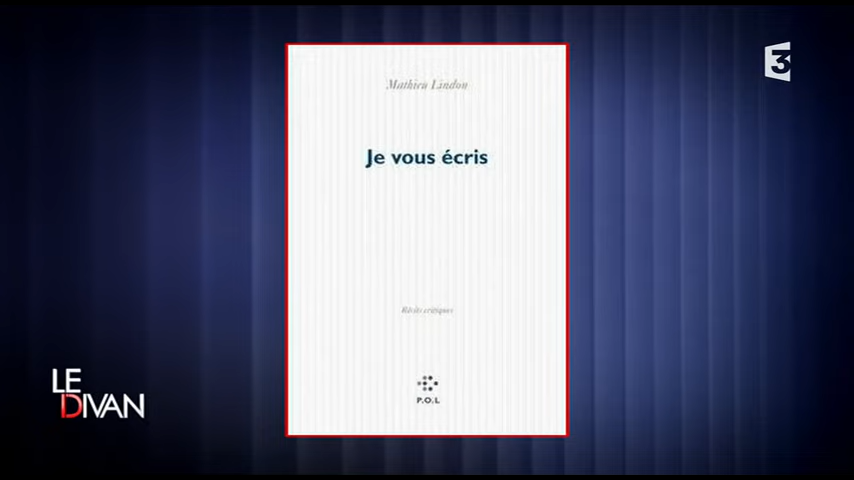 3
Mathieu Lindon
Je vous écris
Récits critiques
P.O.L
LE
DIVAN